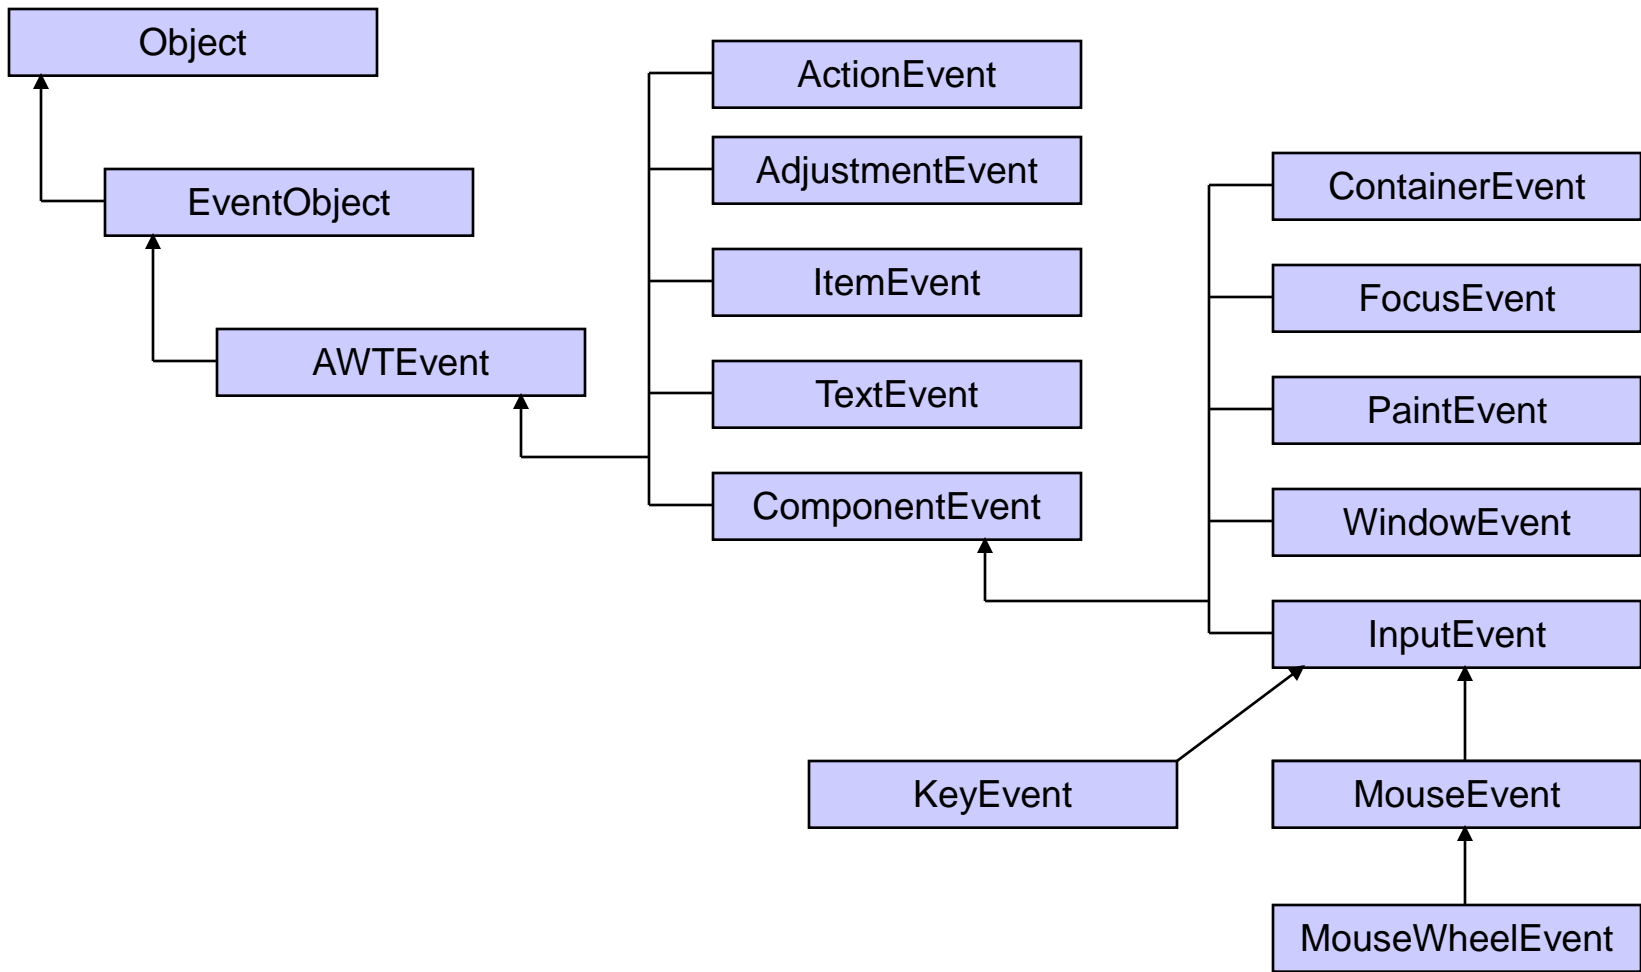 Object
EventObject
AWTEvent
ActionEvent
AdjustmentEvent
ItemEvent
TextEvent
ComponentEvent
ContainerEvent
FocusEvent
PaintEvent
WindowEvent
InputEvent
KeyEvent
MouseEvent
MouseWheelEvent